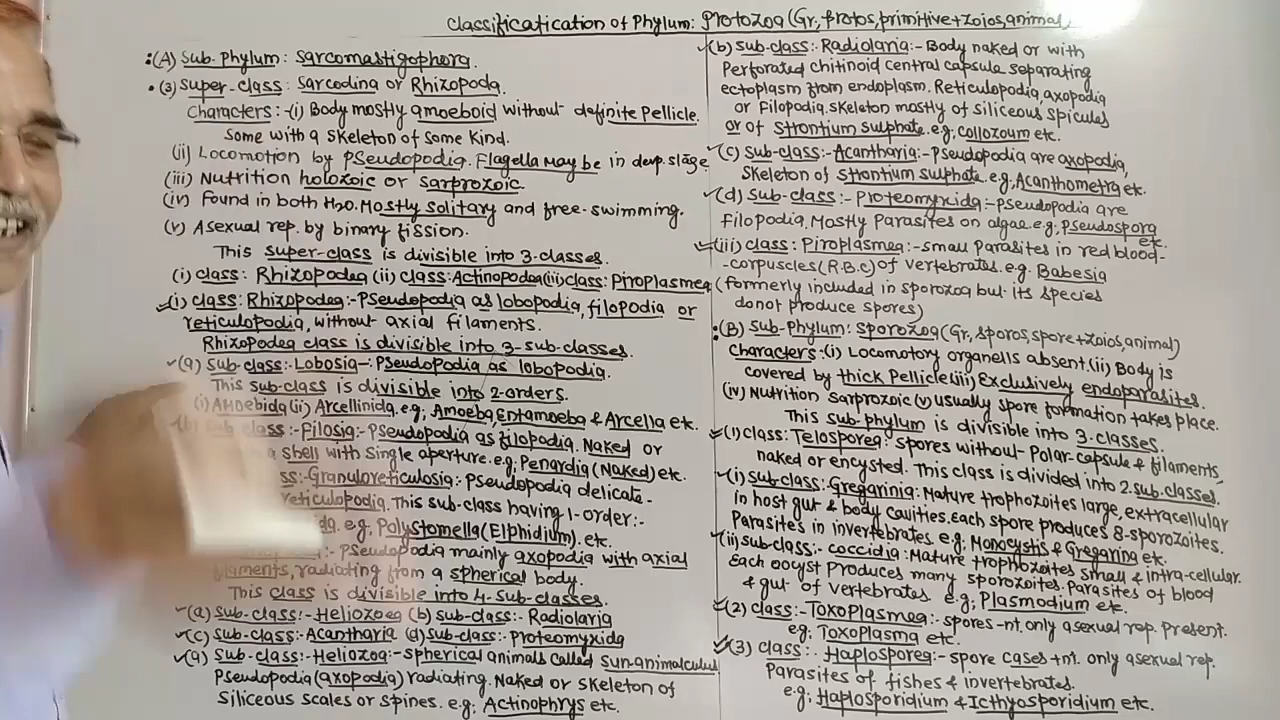 Classificatication of Phylum: Protozoa (Gr, protos, primitive+zoios, animal)
:(A) Sub-Phylum: Sarcomastigophora.
•(3) Super-class: Sarcodina or Rhizopoda.
Characters:-(i) Body mostly amoeboid without definite Pellicle.
Some with a skeleton of some kind.
(ii) Locomotion by Pseudopodia. Flagella may be in devp. stage
(iii) Nutrition holozoic or sarprozoic.
(iv) Found in both H2O. Mostly solitary and free-swimming.
(v) Asexual rep. by binary fission.
This super-class is divisible into 3-classes.
(i) class: Rhizopodea (ii) class: Actinopodea (iii) class: Piroplasmea
(i) class: Rhizopodea:- Pseudopodia as lobopodia, filopodia or
reticulopodia, without axial filaments.
Rhizopodea class is divisible into 3-sub-classes.
(a) Sub-class:- Lobosia- Pseudopodia as lobopodia.
This sub-class is divisible into 2-orders.
(i) Amoebida (ii) Arcellinida. e.g; Amoeba, Entamoeba & Arcella etc.
(b) Sub class:- Filosia:- Pseudopodia as filopodia. Naked or
a shell with single aperture. e.g; Penardia (Naked) etc.
ss:- Granuloreticulosia:- Pseudopodia delicate-
reticulopodia. This sub-class having 1-order:-
da. e.g; Polystomella (Elphidium). etc.
:- Pseudopodia mainly axopodia with axial
filaments, radiating from a spherical body.
This class is divisible into 4-sub-classes.
(a) Sub-class:- Heliozoea (b) sub-class:- Radiolaria
(c) Sub-class:- Acantharia (d) Sub-class:- Proteomyxida
(a) Sub-class:- Heliozoa:- spherical animals called sun-animalculus
Pseudopodia (axopodia) radiating. Naked or skeleton of
Siliceous scales or spines. e.g; Actinophrys etc.
(b) Sub-class:- Radiolaria:- Body naked or with
Perforated chitinoid central capsule separating
ectoplasm from endoplasm. Reticulopodia, axopodia
or Filopodia. Skeleton mostly of siliceous spicules
or of strontium sulphate. e.g; collozoum etc.
(c) Sub-class:- Acantharia:- Pseudopodia are axopodia,
Skeleton of strontium sulphate. e.g; Acanthometra etc.
(d) Sub-class:- Proteomyxida:- pseudopodia are
filopodia. Mostly Parasites on algae. e.g; Pseudospora
etc.
(iii) class: Piroplasmea:- small Parasites in red blood-
-corpuscles (R.B.C) of vertebrates. e.g. Babesia
(formerly included in sporozoa but its species
donot produce spores)
:(B) Sub-Phylum: Sporozoa (Gr, sporos, spore+zoios, animal)
Characters:(i) Locomotory organells absent. (ii) Body is
covered by thick Pellicle (iii) Exclusively endoparasites.
(iv) Nutrition Sarprozoic (v) usually spore formation takes place.
This sub-phylum is divisible into 3-classes.
(1) class: Telosporea: spores without-Polar-capsule & filaments,
naked or encysted. This class is divided into 2-sub-classes.
(i) Sub-class: Gregarinia: Mature trophozoites large, extracellular
in host gut & body cavities. Each spore produces 8-sporozoites.
Parasites in invertebrates e.g; Monocystis & Gregarina etc.
(ii) Sub-class:- coccidia: Mature trophozoites small & intra-cellular.
Each oocyst produces many sporozoites. Parasites of blood
& gut of vertebrates. e.g; Plasmodium etc.
(2) class:- Toxoplasmea:- spores -nt. only asexual rep. present.
eg: Toxoplasma etc.
(3) class:. Haplosporea:- spore cases +nt. only asexual rep.
Parasites of fishes & invertebrates.
e.g; Haplosporidium & Icthyosporidium etc.